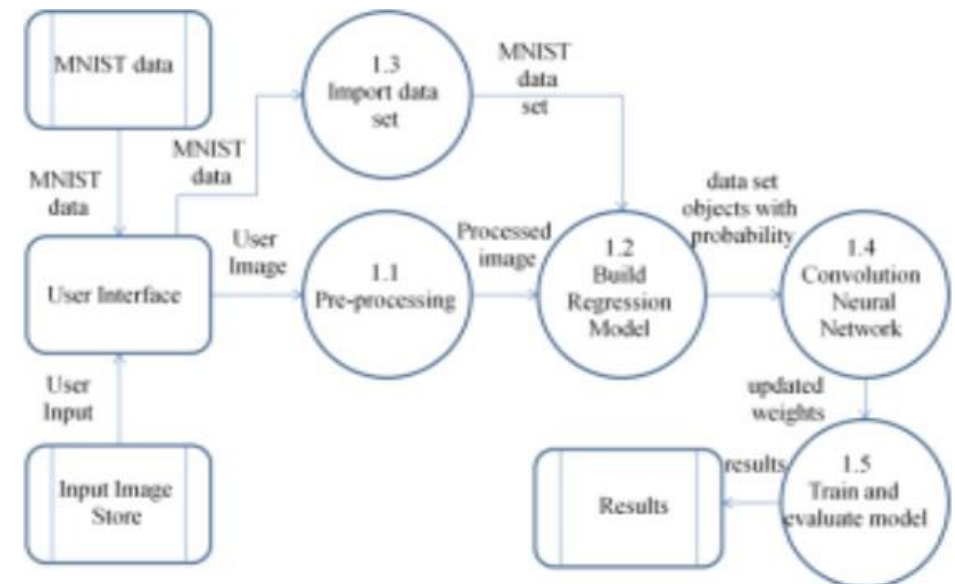 MNIST data
1.3
Import data
set
MNIST
data
set
MNIST
data
MNIST
data
data set
objects with
probability
User Interface
User
Image
1.1
Pre-processing
Processed
image
1.2
Build
Regression
Model
1.4
Convolution
Neural
Network
User
Input
updated
weights
Input Image
Store
Results
results
1.5
Train and
evaluate model